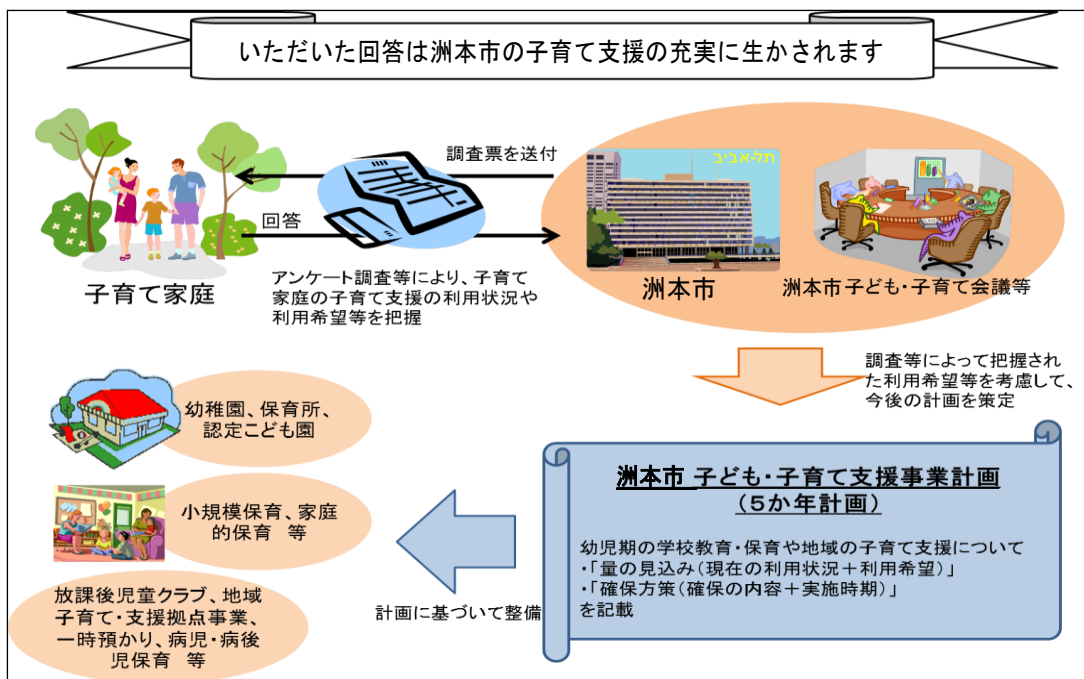 いただいた回答は洲本市の子育て支援の充実に生かされます
調査票を送付
回答
子育て家庭
アンケート調査等により、子育て
家庭の子育て支援の利用状況や
利用希望等を把握
תל-אביב
洲本市
洲本市子ども・子育て会議等
調査等によって把握され
た利用希望等を考慮して、
今後の計画を策定
洲本市 子ども・子育て支援事業計画
（５か年計画）
幼児期の学校教育・保育や地域の子育て支援について
・「量の見込み（現在の利用状況＋利用希望）」
・「確保方策（確保の内容＋実施時期）」
を記載
計画に基づいて整備
幼稚園、保育所、
認定こども園
小規模保育、家庭
的保育　等
放課後児童クラブ、地域
子育て・支援拠点事業、
一時預かり、病児・病後
児保育　等